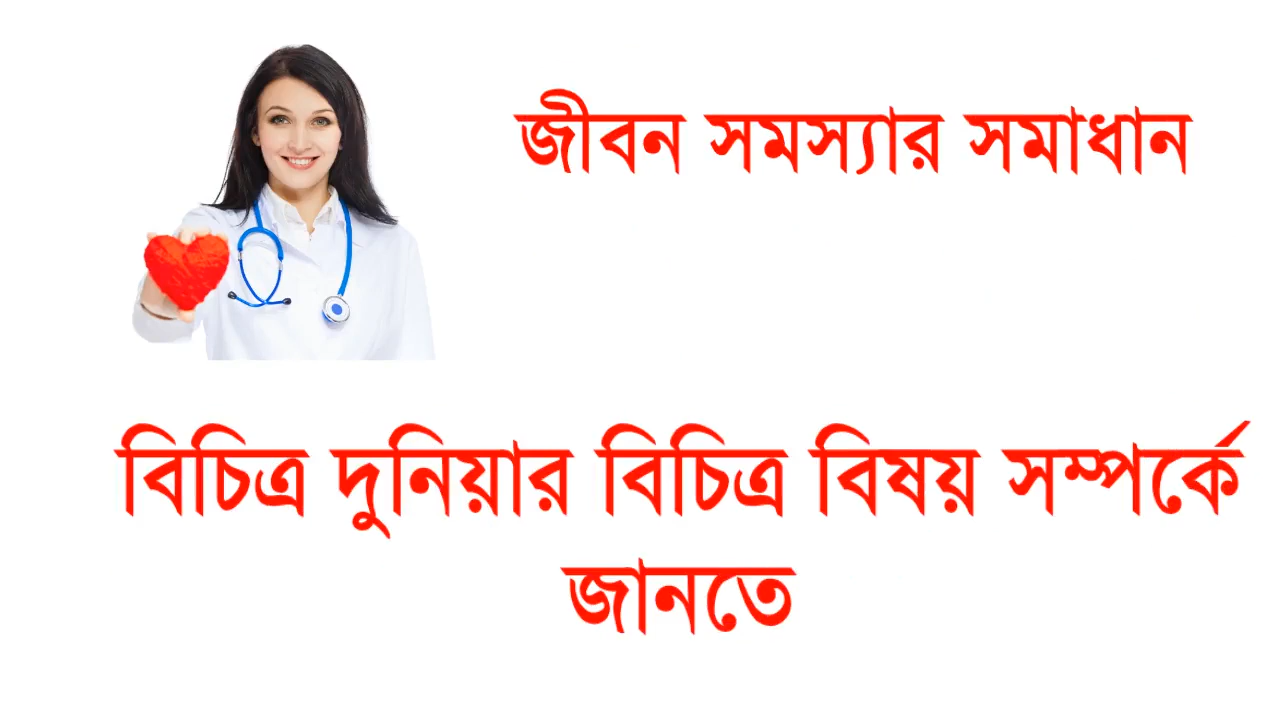 জীবন সমস্যার সমাধান
বিচিত্র দুনিয়ার বিচিত্র বিষয় সম্পর্কে
জানতে